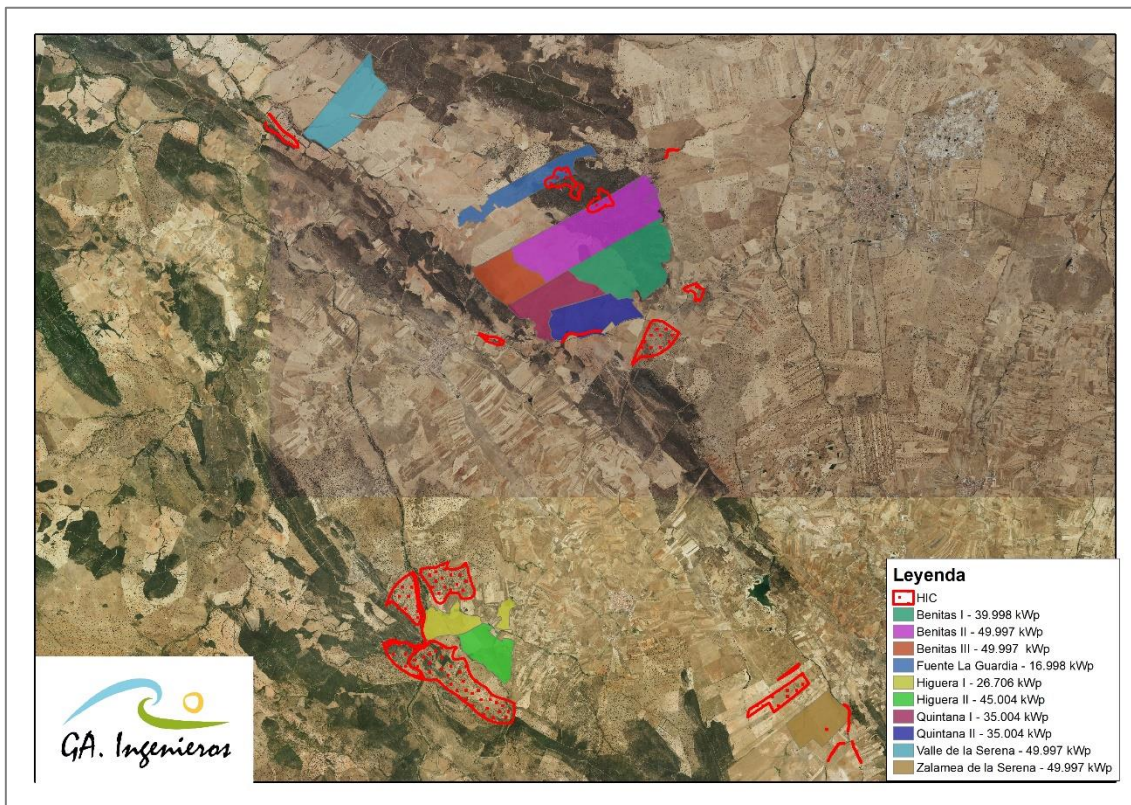 Leyenda
HIC
Benitas I - 39.998 kWp
Benitas II - 49.997 kWp
Benitas III - 49.997 kWp
Fuente La Guardia - 16.998 kWp
Higuera I - 26.706 kWp
Higuera II - 45.004 kWp
Quintana I - 35.004 kWp
Quintana II - 35.004 kWp
Valle de la Serena - 49.997 kWp
Zalamea de la Serena - 49.997 kWp
GA. Ingenieros